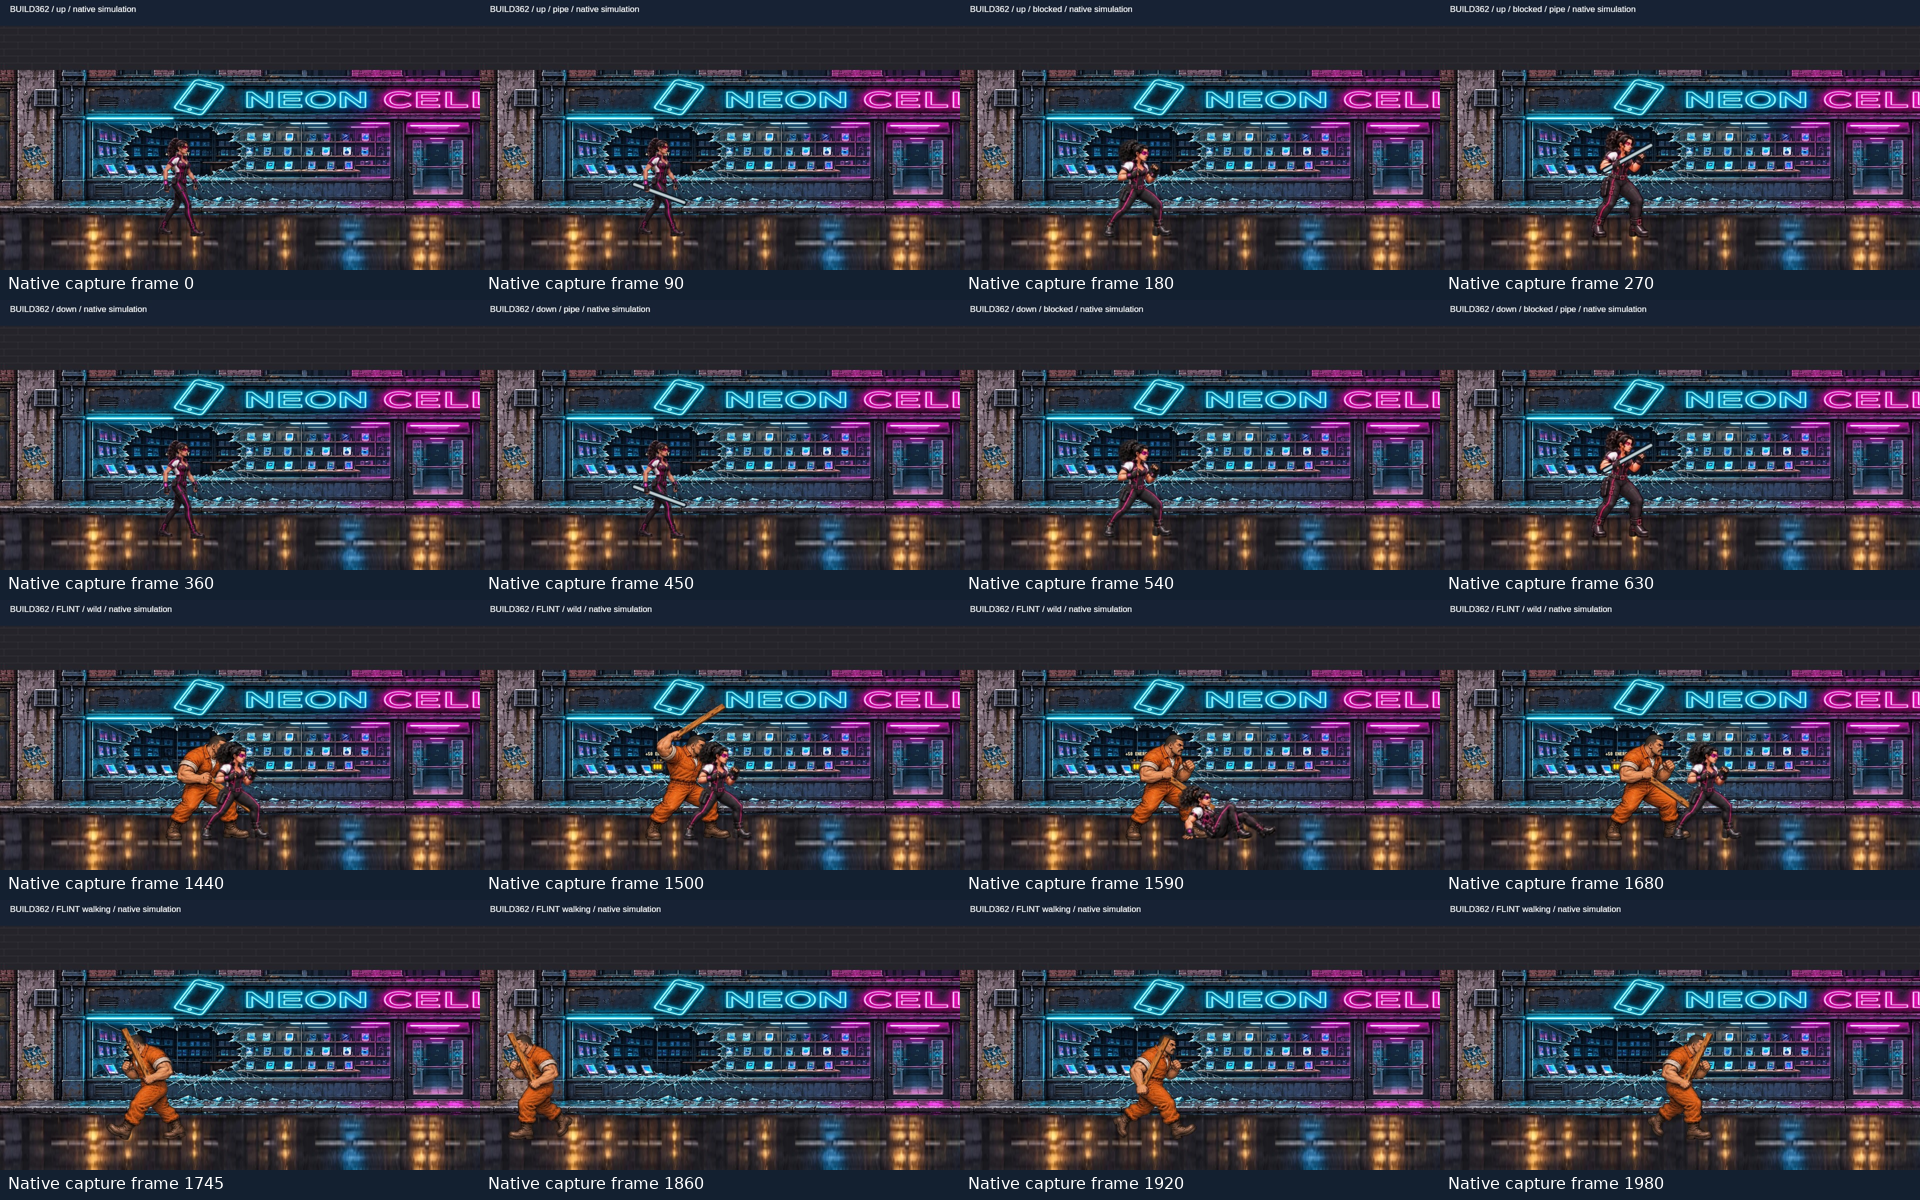 BUILD362 / up / native simulation
BUILD362 / up / pipe / native simulation
BUILD362 / up / blocked / native simulation
BUILD362 / up / blocked / pipe / native simulation
NEON CELL
NEON CELL
NEON CELL
NEON CELL
Native capture frame 0
Native capture frame 90
Native capture frame 180
Native capture frame 270
BUILD362 / down / native simulation
BUILD362 / down / pipe / native simulation
BUILD362 / down / blocked / native simulation
BUILD362 / down / blocked / pipe / native simulation
NEON CELL
NEON CELL
NEON CELL
NEON CELL
Native capture frame 360
Native capture frame 450
Native capture frame 540
Native capture frame 630
BUILD362 / FLINT / wild / native simulation
BUILD362 / FLINT / wild / native simulation
BUILD362 / FLINT / wild / native simulation
BUILD362 / FLINT / wild / native simulation
NEON CELL
NEON CELL
NEON CELL
NEON CELL
Native capture frame 1440
Native capture frame 1500
Native capture frame 1590
Native capture frame 1680
BUILD362 / FLINT walking / native simulation
BUILD362 / FLINT walking / native simulation
BUILD362 / FLINT walking / native simulation
BUILD362 / FLINT walking / native simulation
NEON CELL
NEON CELL
NEON CELL
NEON CELL
Native capture frame 1745
Native capture frame 1860
Native capture frame 1920
Native capture frame 1980